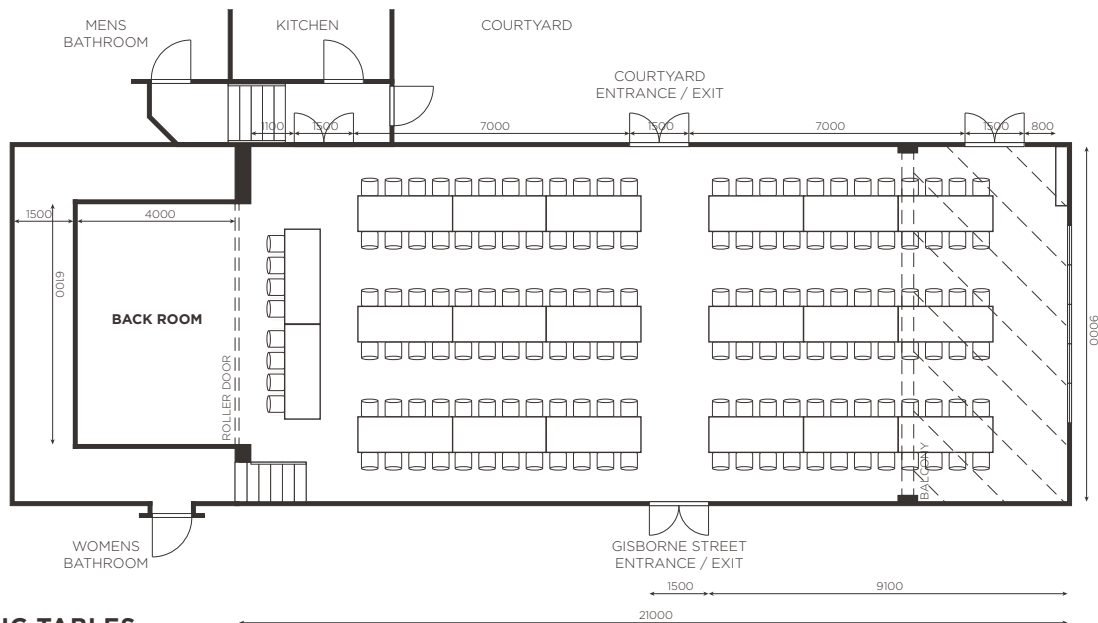 MENS
BATHROOM
KITCHEN
COURTYARD
COURTYARD
ENTRANCE / EXIT
1100
1500
7000
1500
7000
1500
800
1500
4000
6100
BACK ROOM
ROLLER DOOR
BALCONY
9000
WOMENS
BATHROOM
GISBORNE STREET
ENTRANCE / EXIT
1500
9100
21000
TABLES